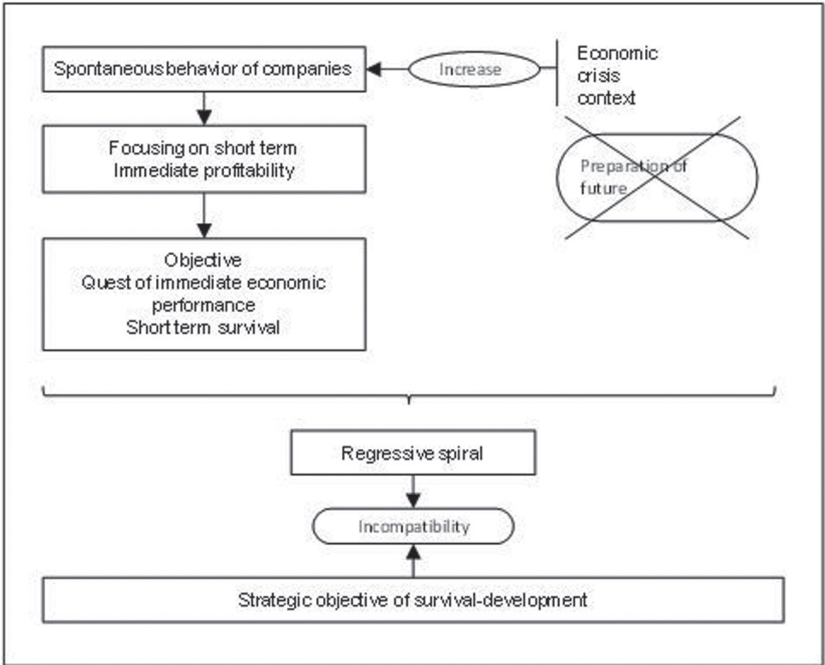 Spontaneous behavior of companies
Increase
Economic
crisis
context
Focusing on short term
Immediate profitability
Preparation of
future
Objective
Quest of immediate economic
performance
Short term survival
Regressive spiral
Incompatibility
Strategic objective of survival-development